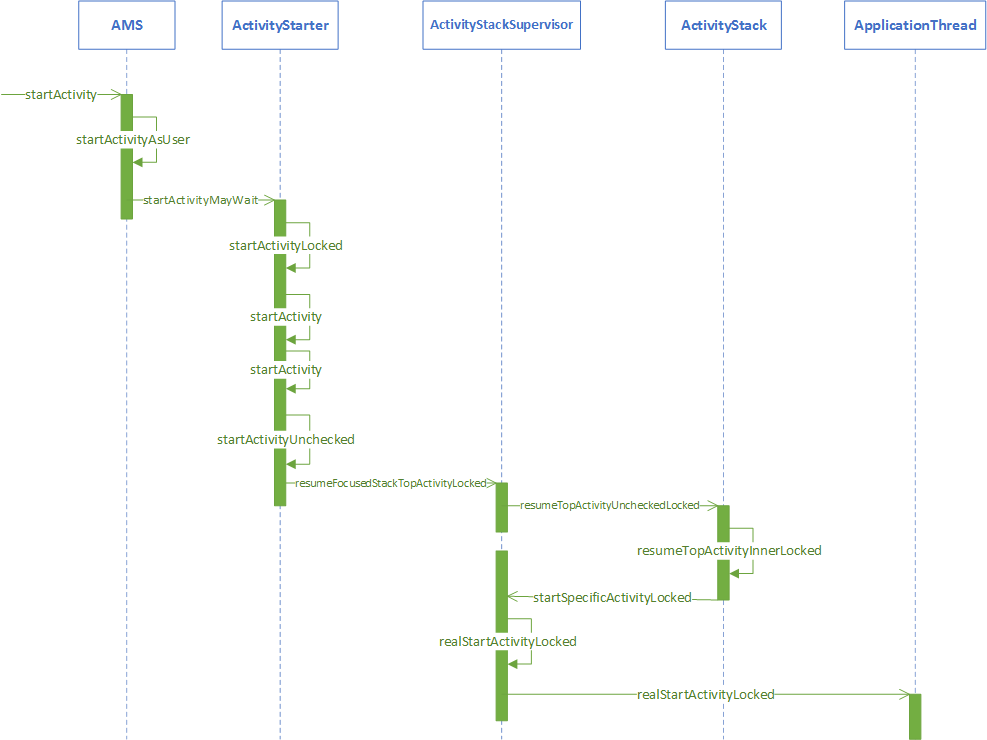 AMS
ActivityStarter
ActivityStackSupervisor
ActivityStack
ApplicationThread
startActivity
startActivityAsUser
startActivityMayWait
startActivityLocked
startActivity
startActivity
startActivityUnchecked
resumeFocusedStackTopActivityLocked
resumeTopActivityUncheckedLocked
resumeTopActivityInnerLocked
startSpecificActivityLocked
realStartActivityLocked
realStartActivityLocked